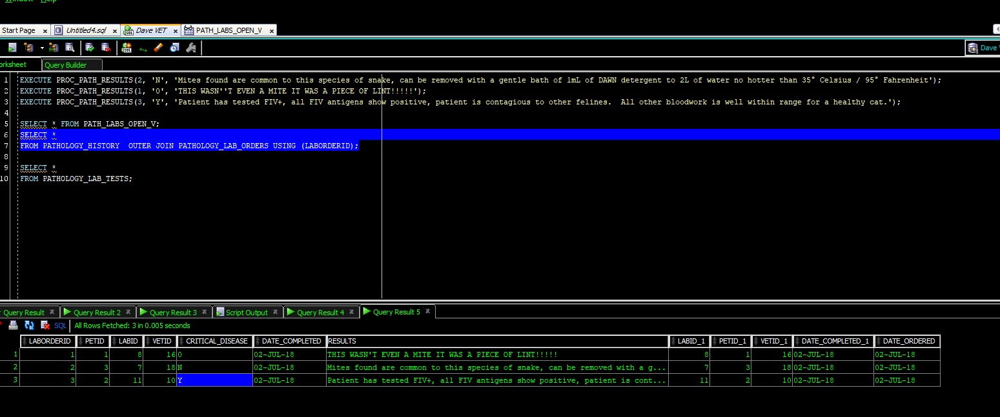 Window Help
Start Page x Untitled4.sql x Dave VET x PATH_LABS_OPEN_V x
SQL Dave
orksheet Query Builder
1 EXECUTE PROC_PATH_RESULTS(2, 'N', 'Mites found are common to this species of snake, can be removed with a gentle bath of 1mL of DAWN detergent to 2L of water no hotter than 35° Celsius / 95° Fahrenheit');
2 EXECUTE PROC_PATH_RESULTS(1, 'O', 'THIS WASN''T EVEN A MITE IT WAS A PIECE OF LINT!!!!!');
3 EXECUTE PROC_PATH_RESULTS(3, 'Y', 'Patient has tested FIV+, all FIV antigens show positive, patient is contagious to other felines.  All other bloodwork is well within range for a healthy cat.');
4
5 SELECT * FROM PATH_LABS_OPEN_V;
6 SELECT *
7 FROM PATHOLOGY_HISTORY  OUTER JOIN PATHOLOGY_LAB_ORDERS USING (LABORDERID);
8
9 SELECT *
10 FROM PATHOLOGY_LAB_TESTS;
Query Result x Query Result 2 x Query Result 3 x Script Output x Query Result 4 x Query Result 5 x
SQL All Rows Fetched: 3 in 0.005 seconds
LABORDERID PETID LABID VETID CRITICAL_DISEASE DATE_COMPLETED RESULTS LABID_1 PETID_1 VETID_1 DATE_COMPLETED_1 DATE_ORDERED
1 1 1 8 16 O 02-JUL-18 THIS WASN'T EVEN A MITE IT WAS A PIECE OF LINT!!!!! 8 1 16 02-JUL-18 02-JUL-18
2 2 3 7 18 N 02-JUL-18 Mites found are common to this species of snake, can be removed with a g... 7 3 18 02-JUL-18 02-JUL-18
3 3 2 11 10 Y 02-JUL-18 Patient has tested FIV+, all FIV antigens show positive, patient is cont... 11 2 10 02-JUL-18 02-JUL-18